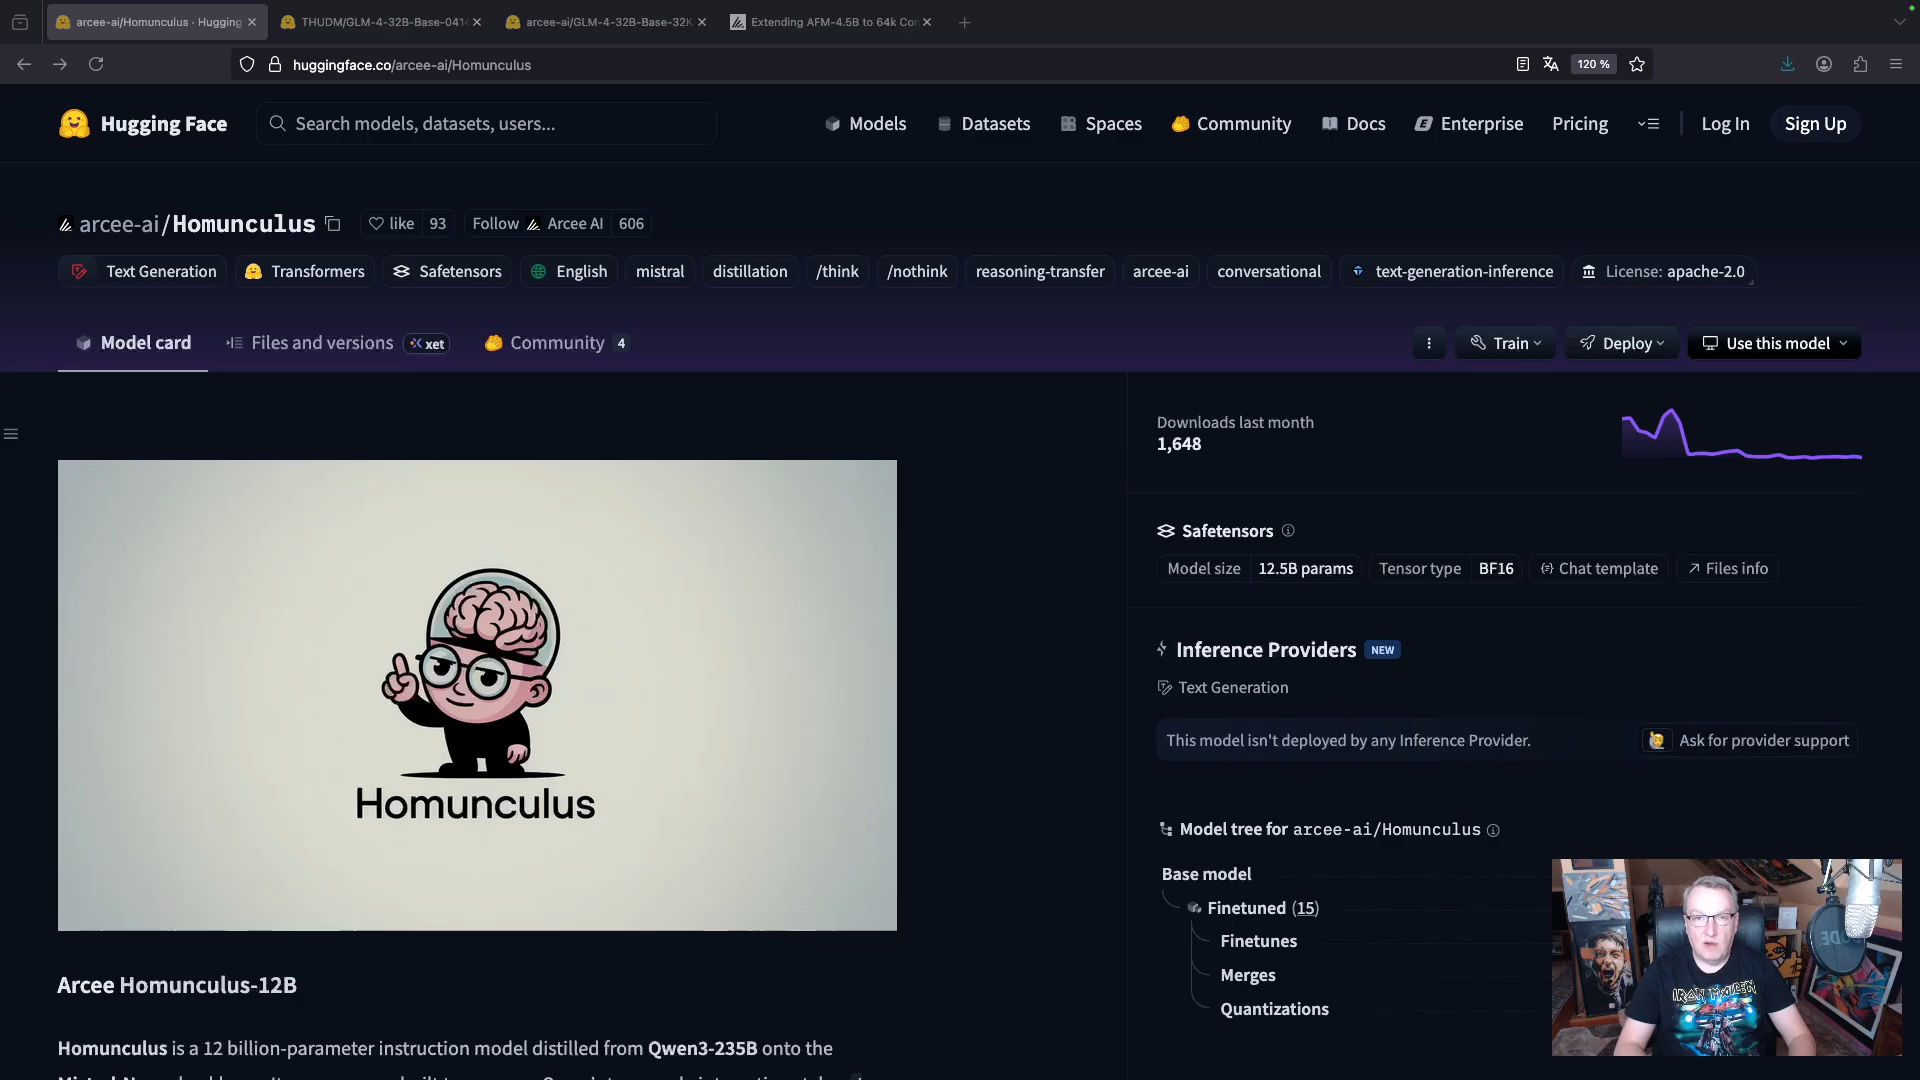 arcee-ai/Homunculus · Hugging
THUDM/GLM-4-32B-Base-0414
arcee-ai/GLM-4-32B-Base-32K
Extending AFM-4.5B to 64k Con
huggingface.co/arcee-ai/Homunculus
120 %
Hugging Face
Search models, datasets, users...
Models
Datasets
Spaces
Community
Docs
Enterprise
Pricing
Log In
Sign Up
arcee-ai/Homunculus
like 93
Follow Arcee AI 606
Text Generation
Transformers
Safetensors
English
mistral
distillation
/think
/nothink
reasoning-transfer
arcee-ai
conversational
text-generation-inference
License: apache-2.0
Model card
Files and versions
xet
Community 4
Train
Deploy
Use this model
Downloads last month
1,648
Safetensors
Model size 12.5B params
Tensor type BF16
Chat template
Files info
Inference Providers NEW
Text Generation
This model isn't deployed by any Inference Provider.
Ask for provider support
Homunculus
Model tree for arcee-ai/Homunculus
Base model
Finetuned (15)
Finetunes
Merges
Quantizations
IRON MAIDEN
Arcee Homunculus-12B
Homunculus is a 12 billion-parameter instruction model distilled from Qwen3-235B onto the